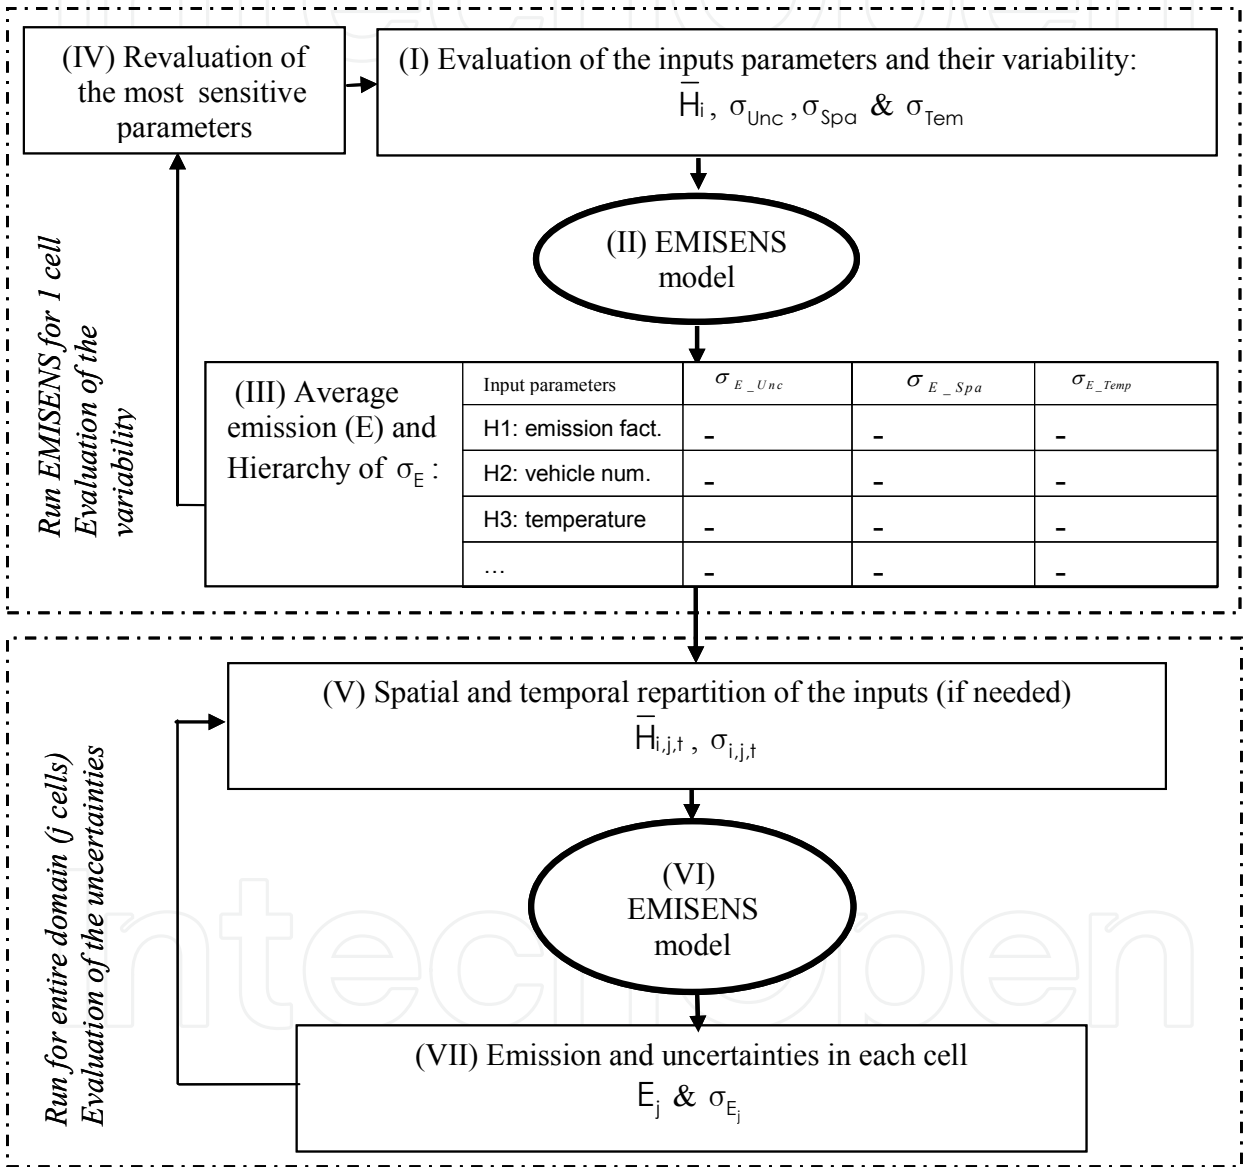 (IV) Revaluation of
the most sensitive
parameters
(I) Evaluation of the inputs parameters and their variability:
H̅i, σUnc, σSpa & σTem
(II) EMISENS
model
Run EMISENS for 1 cell
Evaluation of the
variability
(III) Average
emission (E) and
Hierarchy of σE :
Input parameters σE_Unc σE_Spa σE_Temp
H1: emission fact. - - -
H2: vehicle num. - - -
H3: temperature - - -
... - - -
Run for entire domain (j cells)
Evaluation of the uncertainties
(V) Spatial and temporal repartition of the inputs (if needed)
H̅i,j,t , σi,j,t
(VI)
EMISENS
model
(VII) Emission and uncertainties in each cell
Ej & σEj
IntechOpen